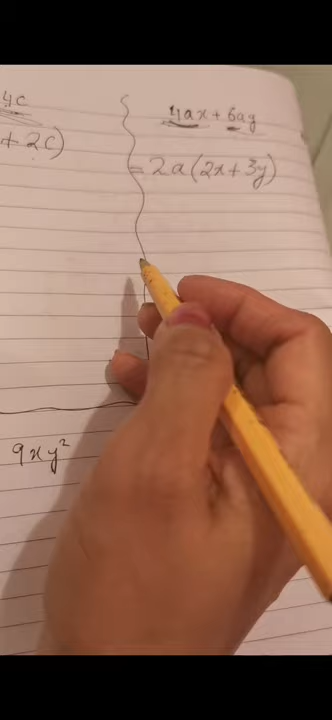 4c
+ 2c)
4ax + 6ay
= 2a(2x + 3y)
9xy²